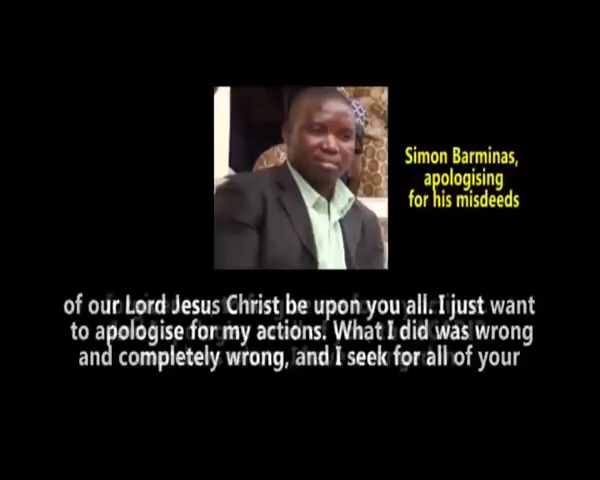 Simon Barminas,
apologising
for his misdeeds
of our Lord Jesus Christ be upon you all. I just want
to apologise for my actions. What I did was wrong
and completely wrong, and I seek for all of your